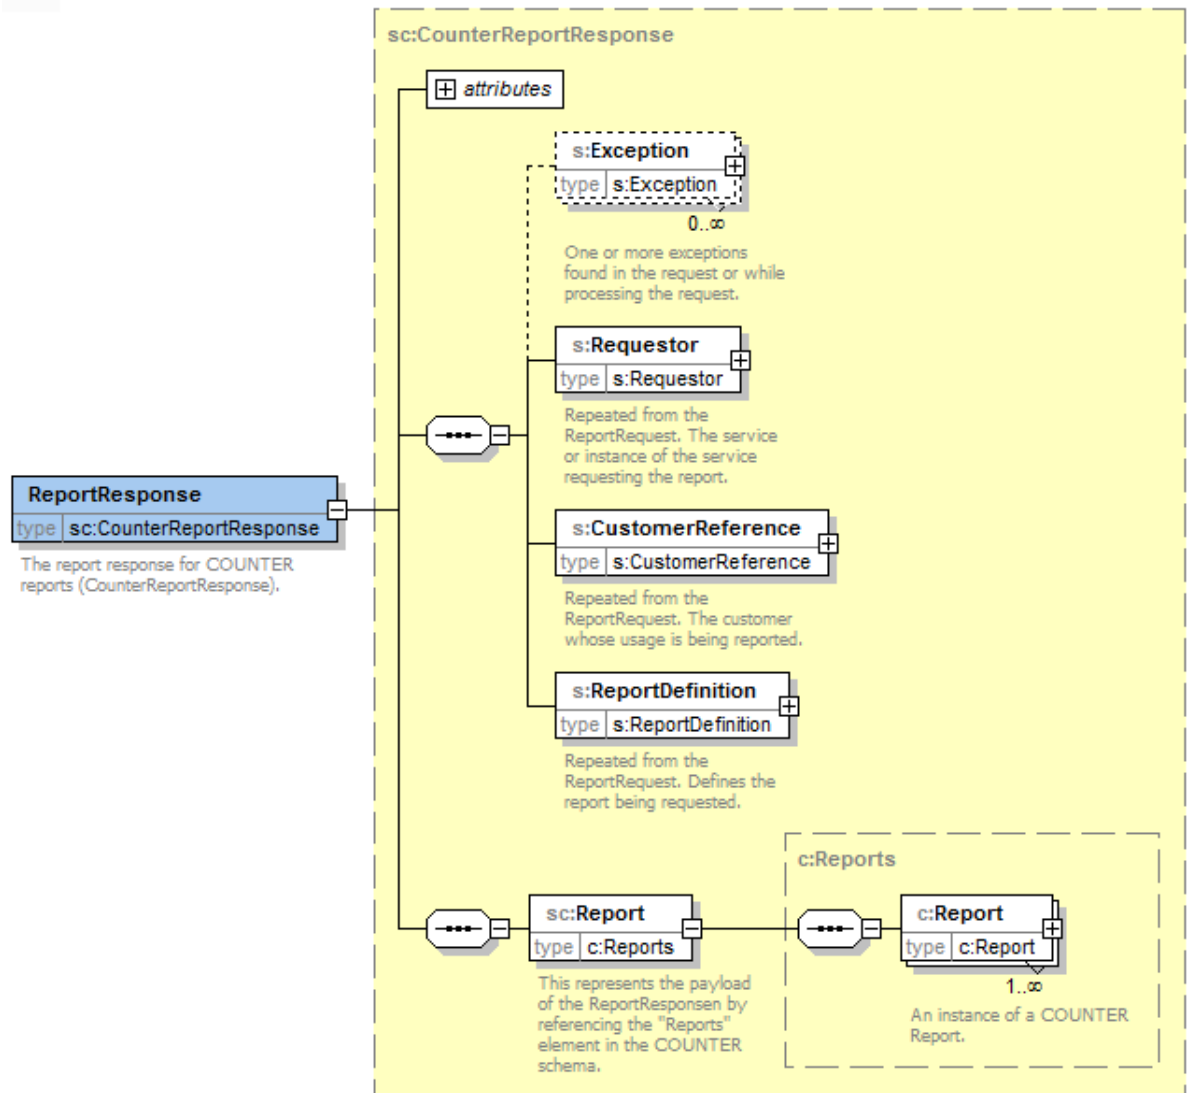 sc:CounterReportResponse
attributes
s:Exception
type s:Exception
0..∞
One or more exceptions
found in the request or while
processing the request.
s:Requestor
type s:Requestor
Repeated from the
ReportRequest. The service
or instance of the service
requesting the report.
ReportResponse
type sc:CounterReportResponse
The report response for COUNTER
reports (CounterReportResponse).
s:CustomerReference
type s:CustomerReference
Repeated from the
ReportRequest. The customer
whose usage is being reported.
s:ReportDefinition
type s:ReportDefinition
Repeated from the
ReportRequest. Defines the
report being requested.
c:Reports
sc:Report
type c:Reports
This represents the payload
of the ReportResponsen by
referencing the "Reports"
element in the COUNTER
schema.
c:Report
type c:Report
1..∞
An instance of a COUNTER
Report.